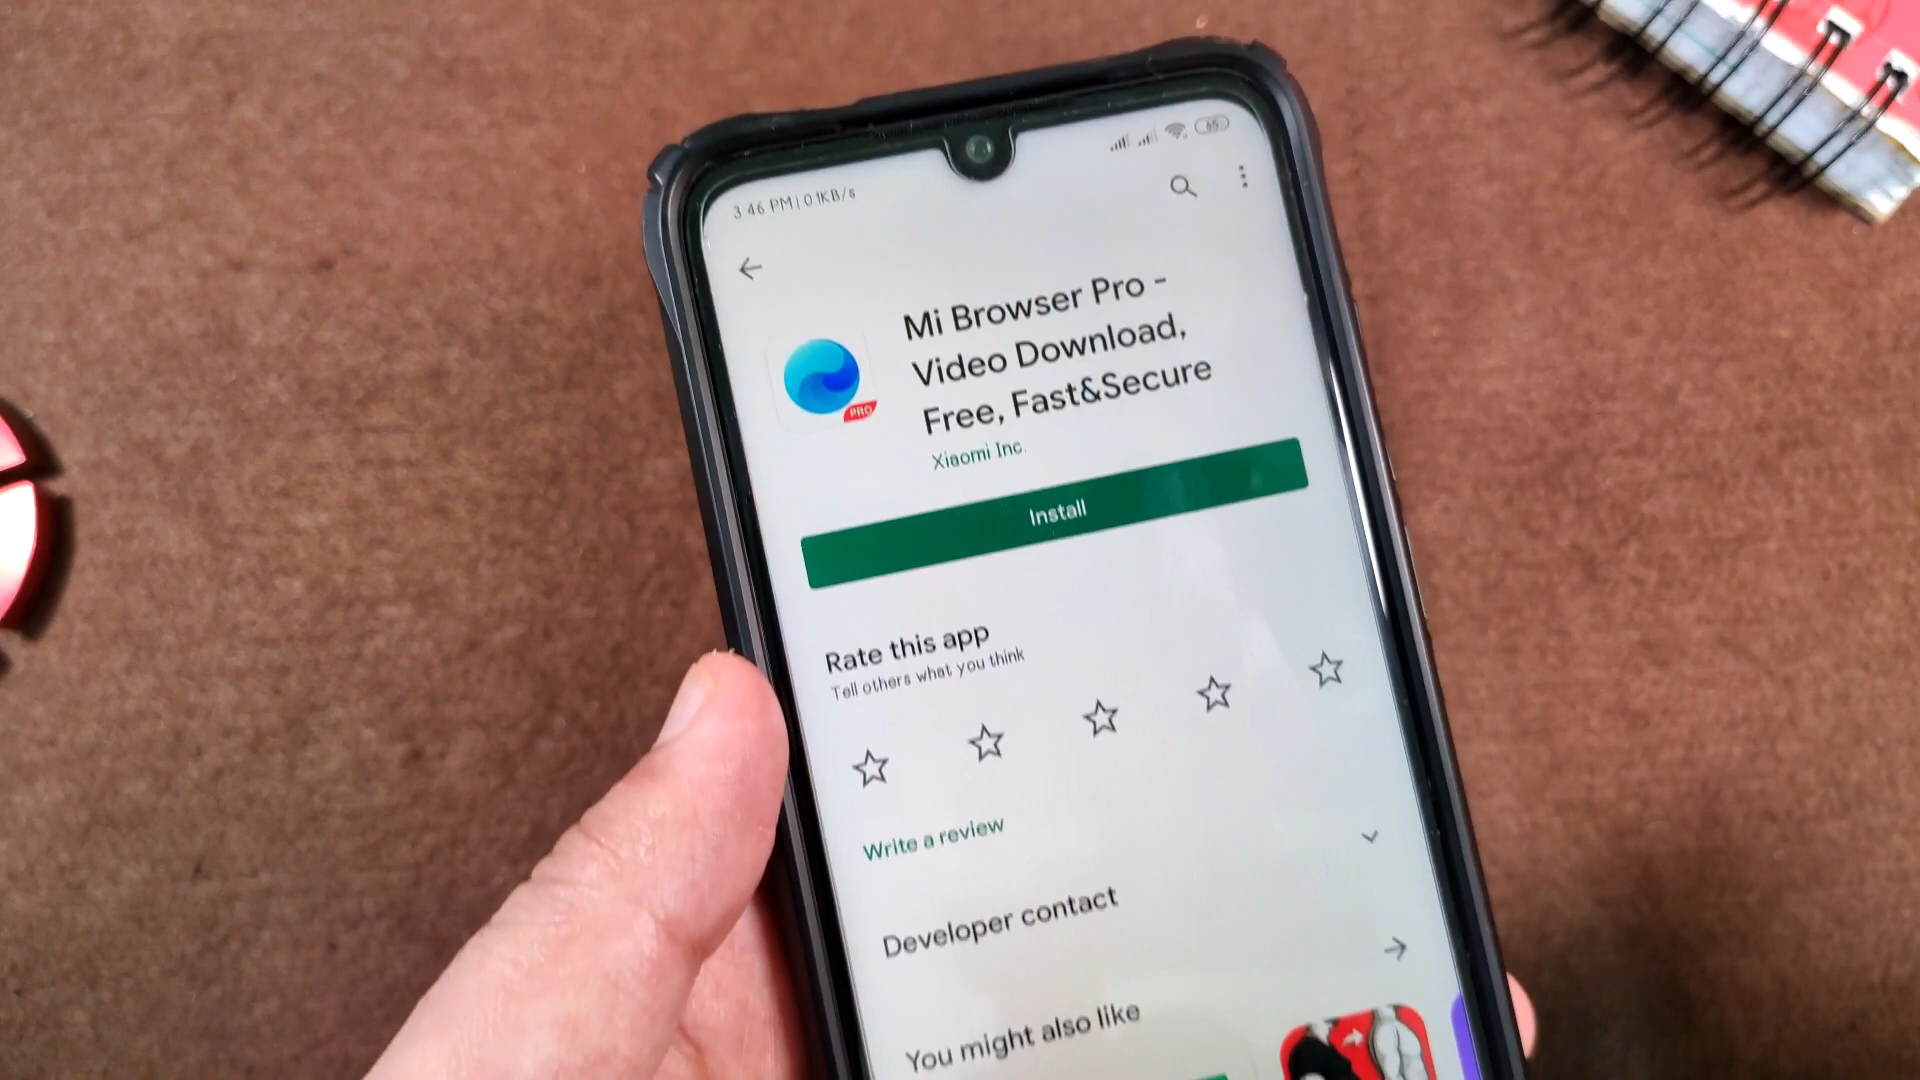 3 46 PM | 0.1KB/s
65
Mi Browser Pro -
Video Download,
Free, Fast&Secure
PRO
Xiaomi Inc.
Install
Rate this app
Tell others what you think
Write a review
Developer contact
You might also like